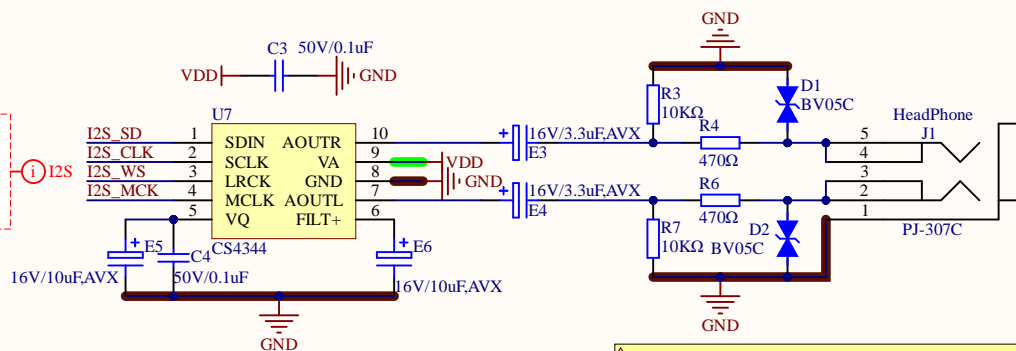 GND
C3 50V/0.1uF
VDD GND
U7
I2S_SD 1 SDIN AOUTR 10
I2S_CLK 2 SCLK VA 9 VDD
I2S_WS 3 LRCK GND 8 GND
I2S_MCK 4 MCLK AOUTL 7
5 VQ FILT+ 6
CS4344
i I2S
+ E5
16V/10uF,AVX
C4
50V/0.1uF
+ E6
16V/10uF,AVX
GND
+ 16V/3.3uF,AVX
E3
+ 16V/3.3uF,AVX
E4
R3
10KΩ
R4
470Ω
D1
BV05C
R6
470Ω
R7
10KΩ
D2
BV05C
GND
HeadPhone
J1
5
4
3
2
1
PJ-307C